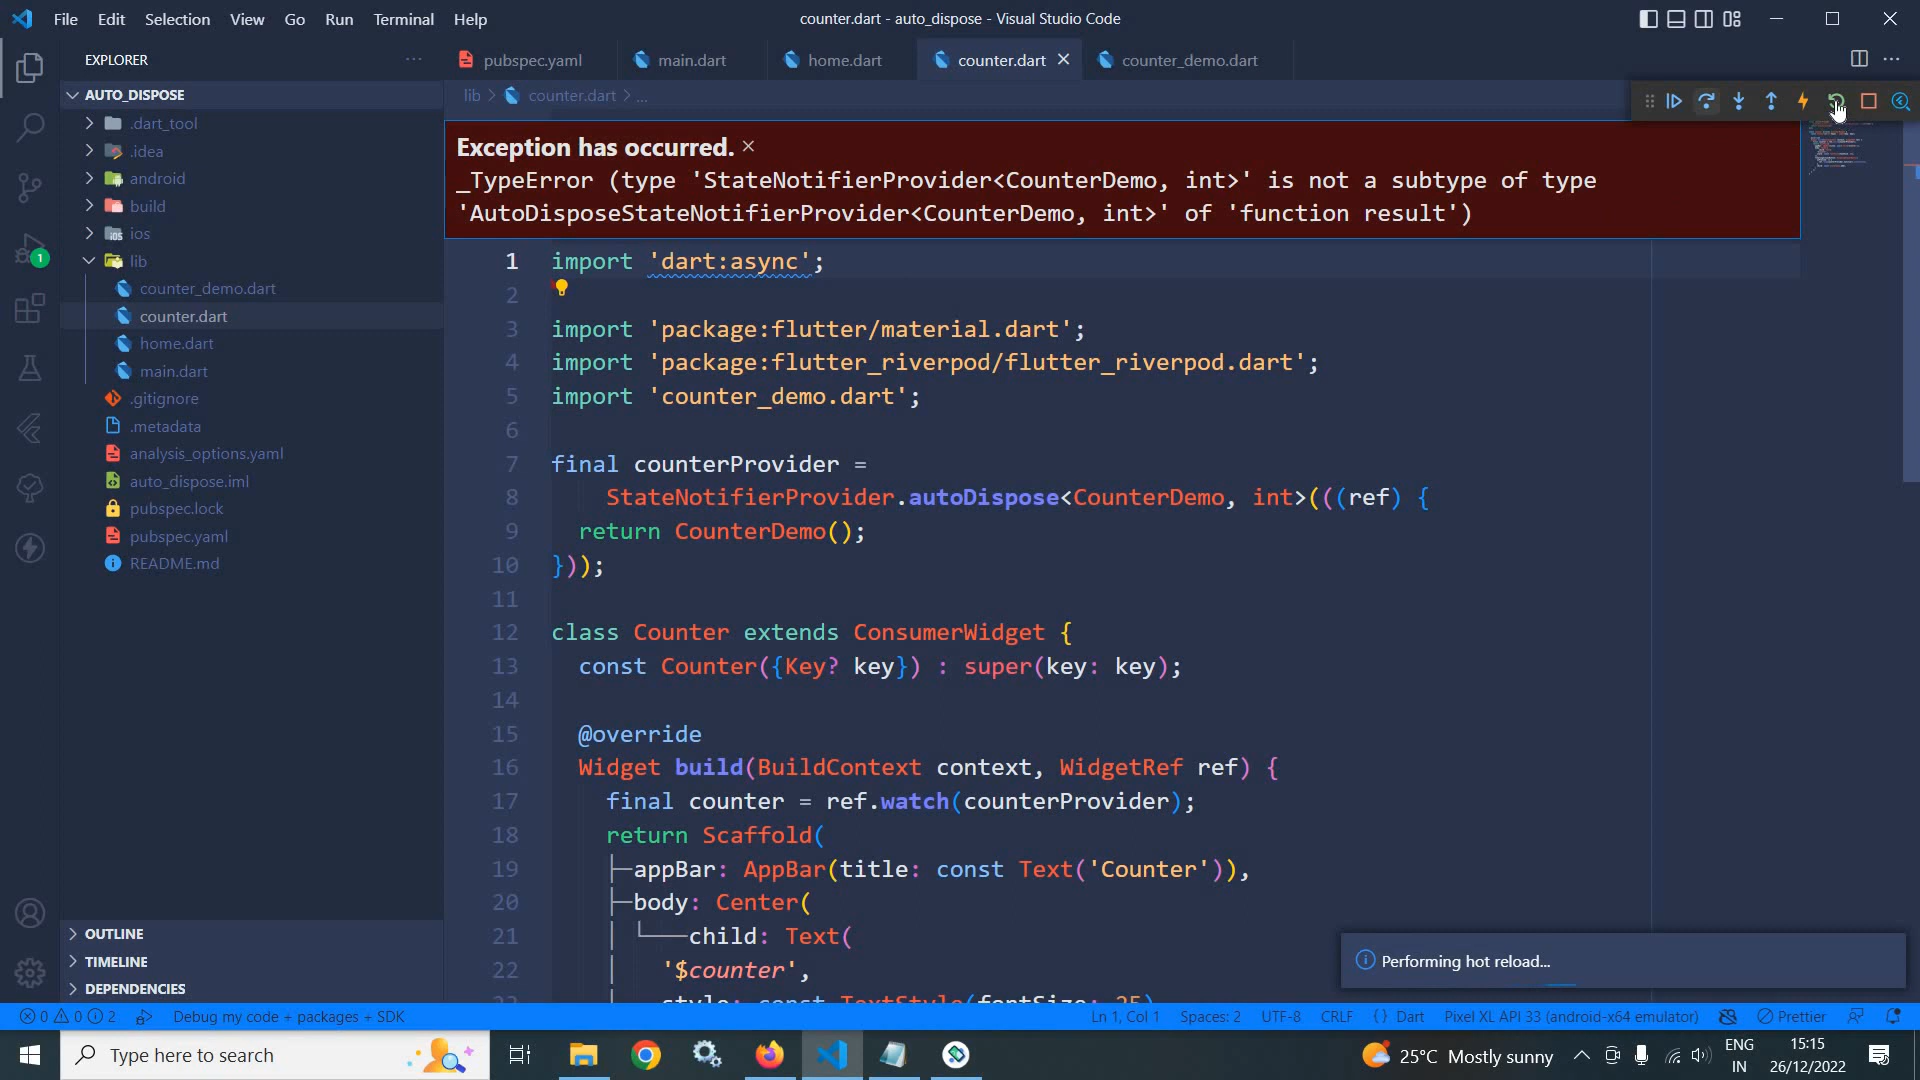 File Edit Selection View Go Run Terminal Help
counter.dart - auto_dispose - Visual Studio Code
EXPLORER
AUTO_DISPOSE
.dart_tool
.idea
android
build
ios
lib
counter_demo.dart
counter.dart
home.dart
main.dart
.gitignore
.metadata
analysis_options.yaml
auto_dispose.iml
pubspec.lock
pubspec.yaml
README.md
OUTLINE
TIMELINE
DEPENDENCIES
1
pubspec.yaml main.dart home.dart counter.dart counter_demo.dart
lib > counter.dart > ...
Exception has occurred.
_TypeError (type 'StateNotifierProvider<CounterDemo, int>' is not a subtype of type
'AutoDisposeStateNotifierProvider<CounterDemo, int>' of 'function result')
1 import 'dart:async';
2
3 import 'package:flutter/material.dart';
4 import 'package:flutter_riverpod/flutter_riverpod.dart';
5 import 'counter_demo.dart';
6
7 final counterProvider =
8 StateNotifierProvider.autoDispose<CounterDemo, int>(((ref) {
9 return CounterDemo();
10 }));
11
12 class Counter extends ConsumerWidget {
13 const Counter({Key? key}) : super(key: key);
14
15 @override
16 Widget build(BuildContext context, WidgetRef ref) {
17 final counter = ref.watch(counterProvider);
18 return Scaffold(
19 appBar: AppBar(title: const Text('Counter')),
20 body: Center(
21 child: Text(
22 '$counter',
23 style: const TextStyle(fontSize: 25)
Performing hot reload...
0 0 2 Debug my code + packages + SDK
Ln 1, Col 1 Spaces: 2 UTF-8 CRLF {} Dart Pixel XL API 33 (android-x64 emulator) Prettier
Type here to search
25°C Mostly sunny
ENG
IN
15:15
26/12/2022